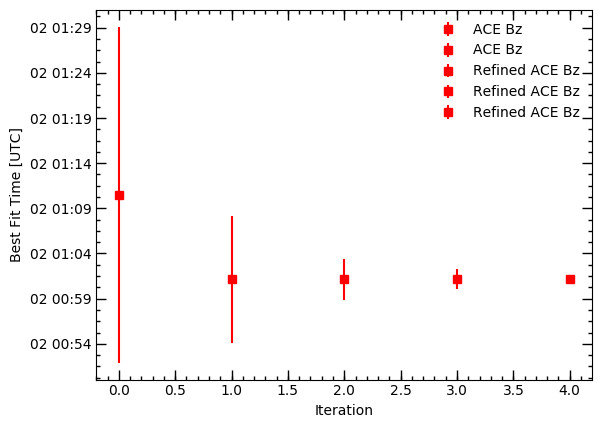 02 01:29
02 01:24
02 01:19
02 01:14
02 01:09
02 01:04
02 00:59
02 00:54
Best Fit Time [UTC]
ACE Bz
ACE Bz
Refined ACE Bz
Refined ACE Bz
Refined ACE Bz
0.0 0.5 1.0 1.5 2.0 2.5 3.0 3.5 4.0
Iteration